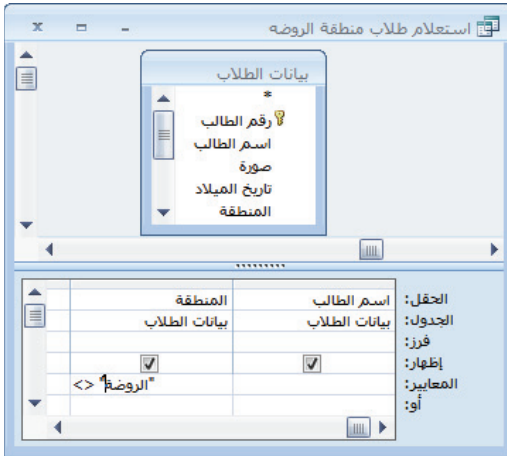 استعلام طلاب منطقة الروضه
بيانات الطلاب
*
رقم الطالب
اسم الطالب
صورة
تاريخ الميلاد
المنطقة
الحقل: اسم الطالب المنطقة
الجدول: بيانات الطلاب بيانات الطلاب
فرز:
إظهار:
المعايير: <> "الروضة"
أو: